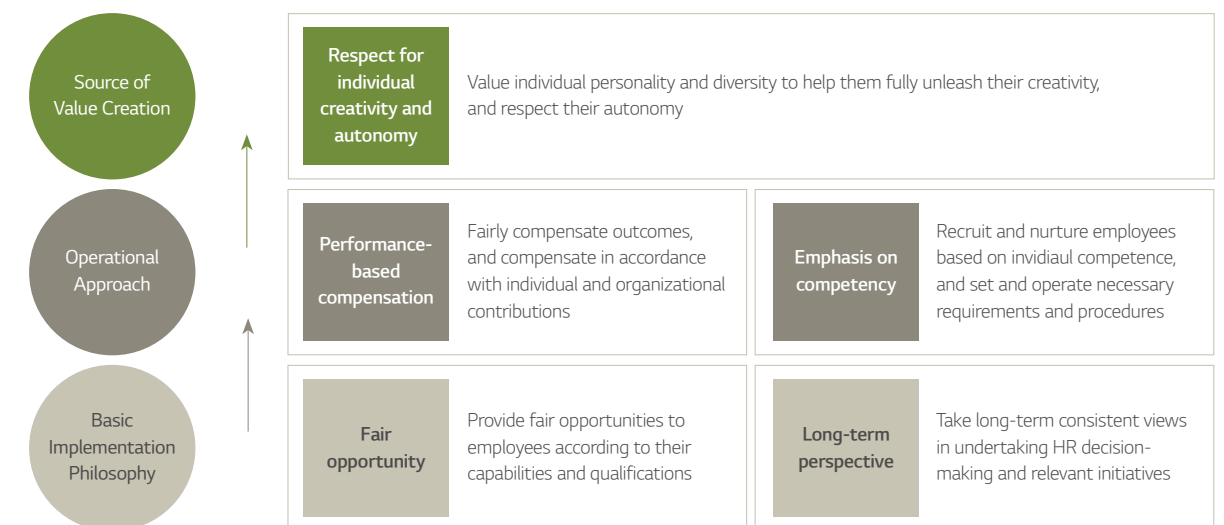 Source of
Value Creation
Respect for
individual
creativity and
autonomy
Value individual personality and diversity to help them fully unleash their creativity,
and respect their autonomy
Operational
Approach
Performance-
based
compensation
Fairly compensate outcomes,
and compensate in accordance
with individual and organizational
contributions
Emphasis on
competency
Recruit and nurture employees
based on invidiaul competence,
and set and operate necessary
requirements and procedures
Basic
Implementation
Philosophy
Fair
opportunity
Provide fair opportunities to
employees according to their
capabilities and qualifications
Long-term
perspective
Take long-term consistent views
in undertaking HR decision-
making and relevant initiatives